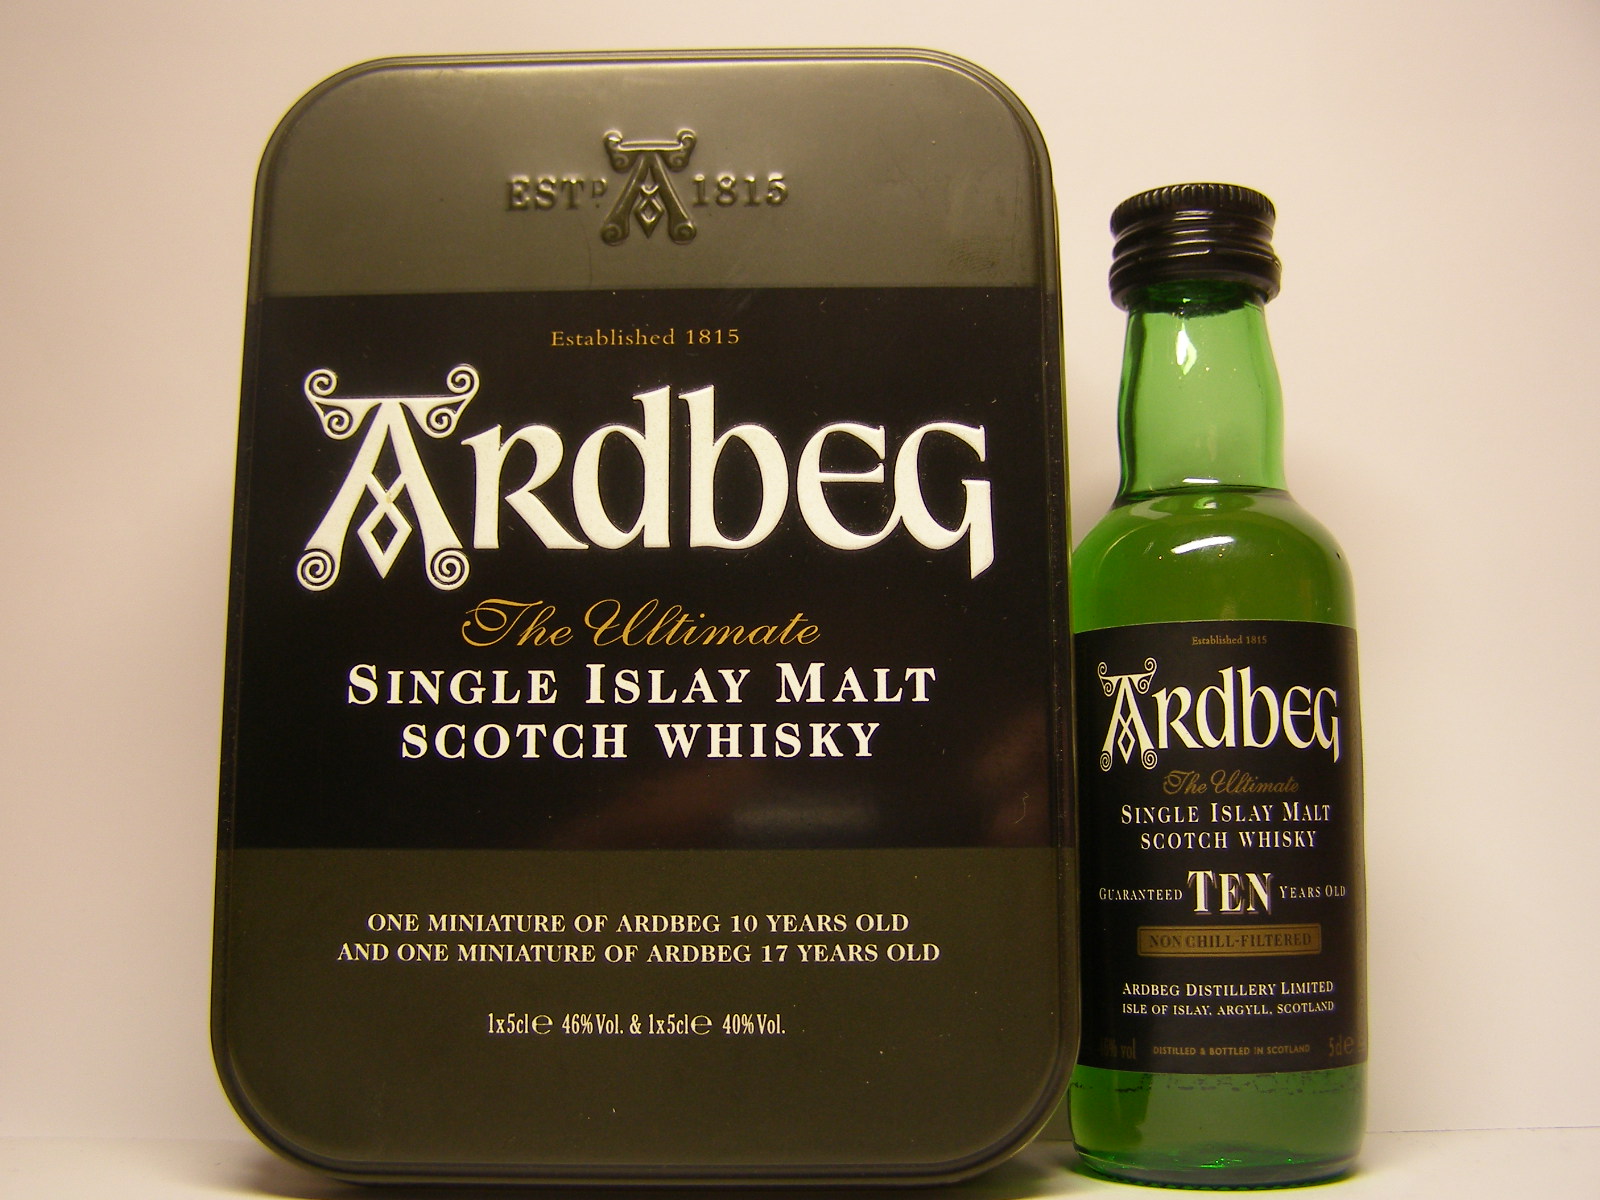 ESTD 1815
Established 1815
Ardbeg
The Ultimate
SINGLE ISLAY MALT
SCOTCH WHISKY
ONE MINIATURE OF ARDBEG 10 YEARS OLD
AND ONE MINIATURE OF ARDBEG 17 YEARS OLD
1x5cl e 46% Vol. & 1x5cl e 40% Vol.
Established 1815
Ardbeg
The Ultimate
SINGLE ISLAY MALT
SCOTCH WHISKY
GUARANTEED TEN YEARS OLD
NON CHILL-FILTERED
ARDBEG DISTILLERY LIMITED
ISLE OF ISLAY, ARGYLL, SCOTLAND
vol DISTILLED & BOTTLED IN SCOTLAND 5cl e